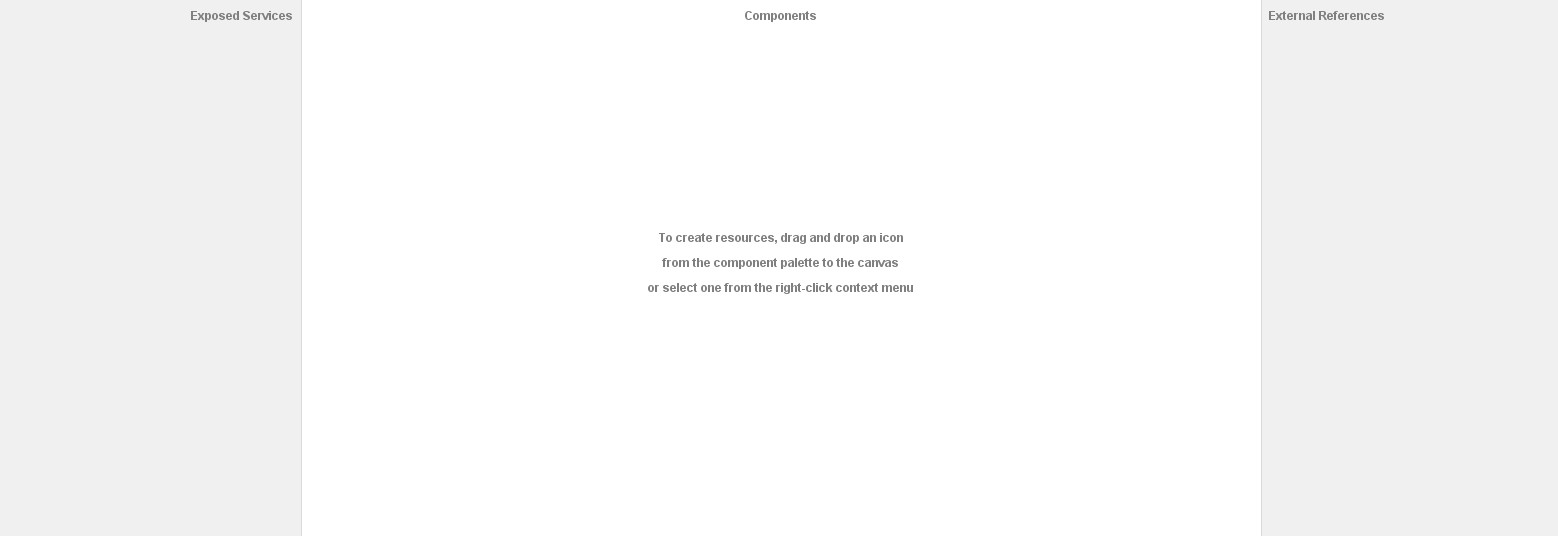 Exposed Services
Components
External References
To create resources, drag and drop an icon
from the component palette to the canvas
or select one from the right-click context menu